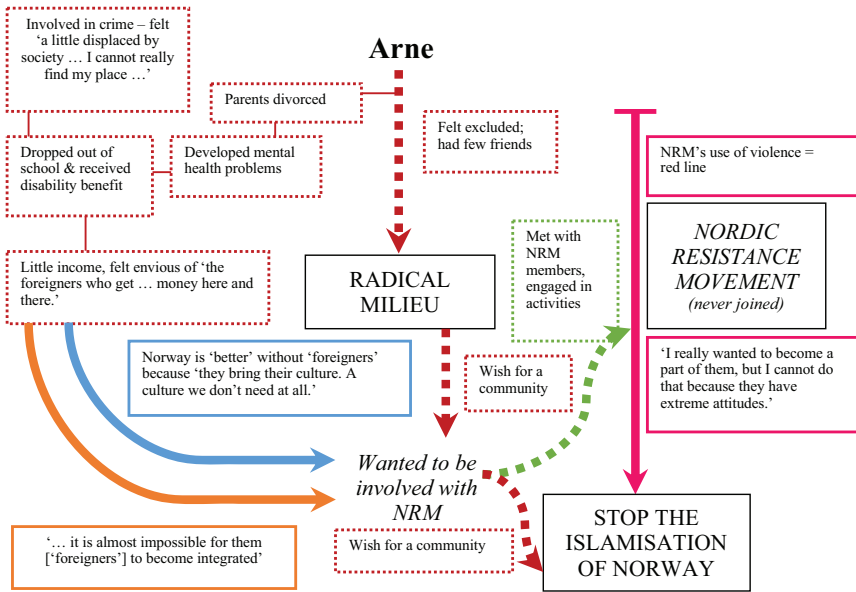 Involved in crime – felt
‘a little displaced by
society … I cannot really
find my place …’
Arne
Parents divorced
Felt excluded;
had few friends
Dropped out of
school & received
disability benefit
Developed mental
health problems
NRM’s use of violence =
red line
Met with
NRM
members,
engaged in
activities
NORDIC
RESISTANCE
MOVEMENT
(never joined)
Little income, felt envious of ‘the
foreigners who get … money here and
there.’
RADICAL
MILIEU
Norway is ‘better’ without ‘foreigners’
because ‘they bring their culture. A
culture we don’t need at all.’
Wish for a
community
‘I really wanted to become a
part of them, but I cannot do
that because they have
extreme attitudes.’
Wanted to be
involved with
NRM
‘… it is almost impossible for them
[‘foreigners’] to become integrated’
Wish for a community
STOP THE
ISLAMISATION
OF NORWAY